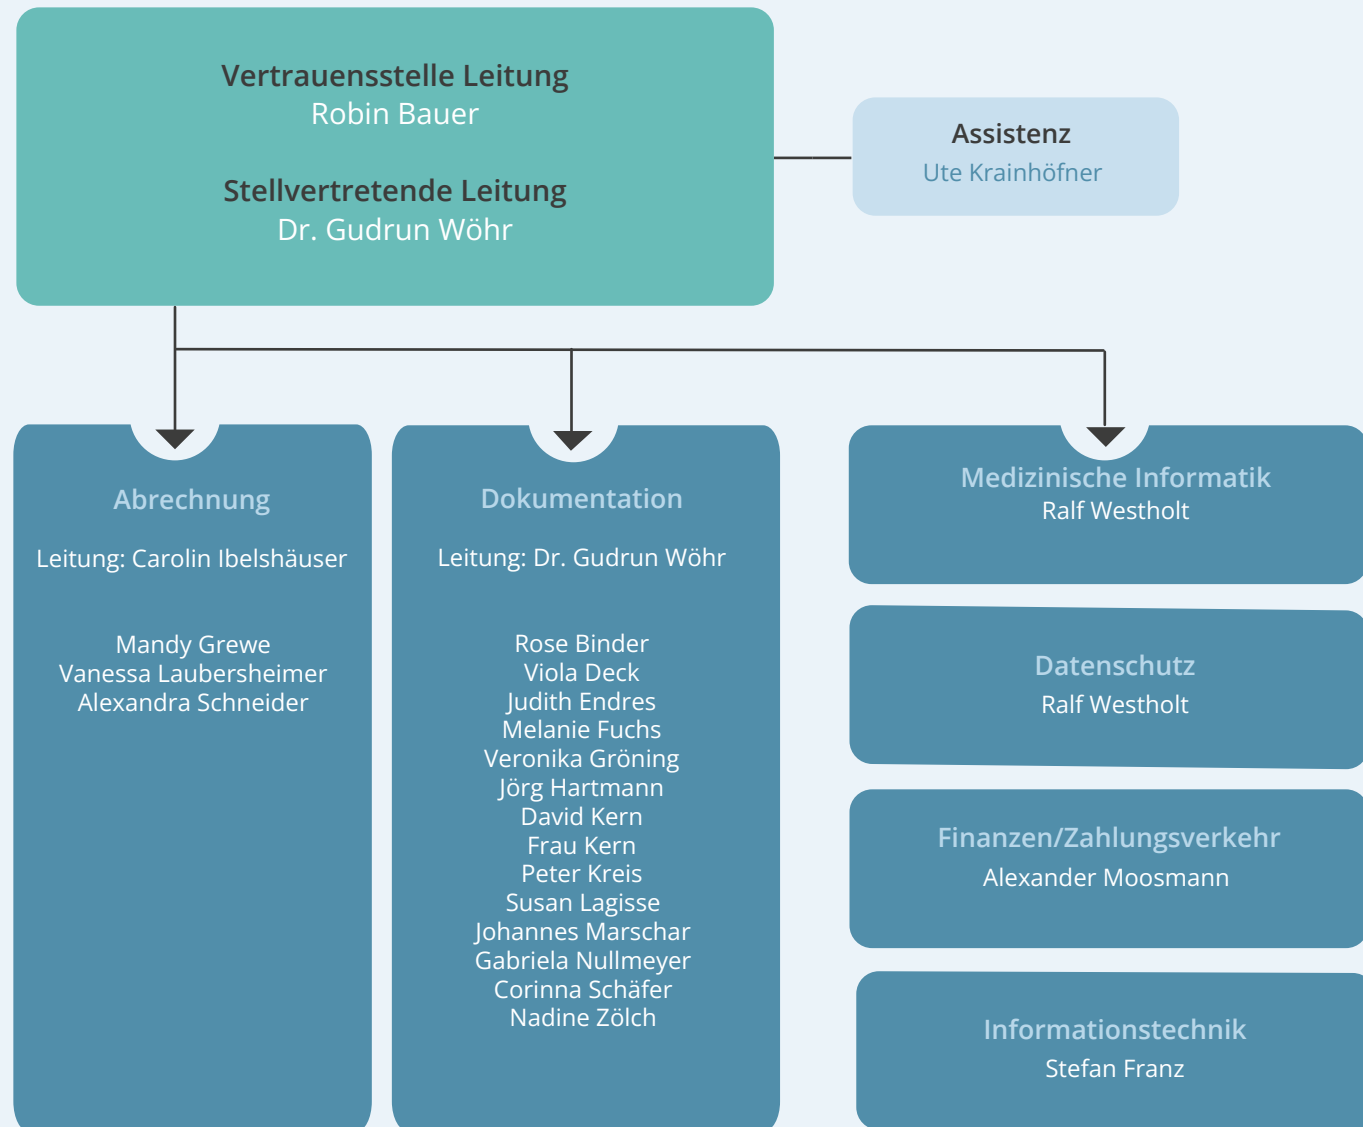 Vertrauensstelle Leitung
Robin Bauer
Stellvertretende Leitung
Dr. Gudrun Wöhr
Assistenz
Ute Krainhöfner
Abrechnung
Leitung: Carolin Ibelshäuser
Mandy Grewe
Vanessa Laubersheimer
Alexandra Schneider
Dokumentation
Leitung: Dr. Gudrun Wöhr
Rose Binder
Viola Deck
Judith Endres
Melanie Fuchs
Veronika Gröning
Jörg Hartmann
David Kern
Frau Kern
Peter Kreis
Susan Lagisse
Johannes Marschar
Gabriela Nullmeyer
Corinna Schäfer
Nadine Zölch
Medizinische Informatik
Ralf Westholt
Datenschutz
Ralf Westholt
Finanzen/Zahlungsverkehr
Alexander Moosmann
Informationstechnik
Stefan Franz